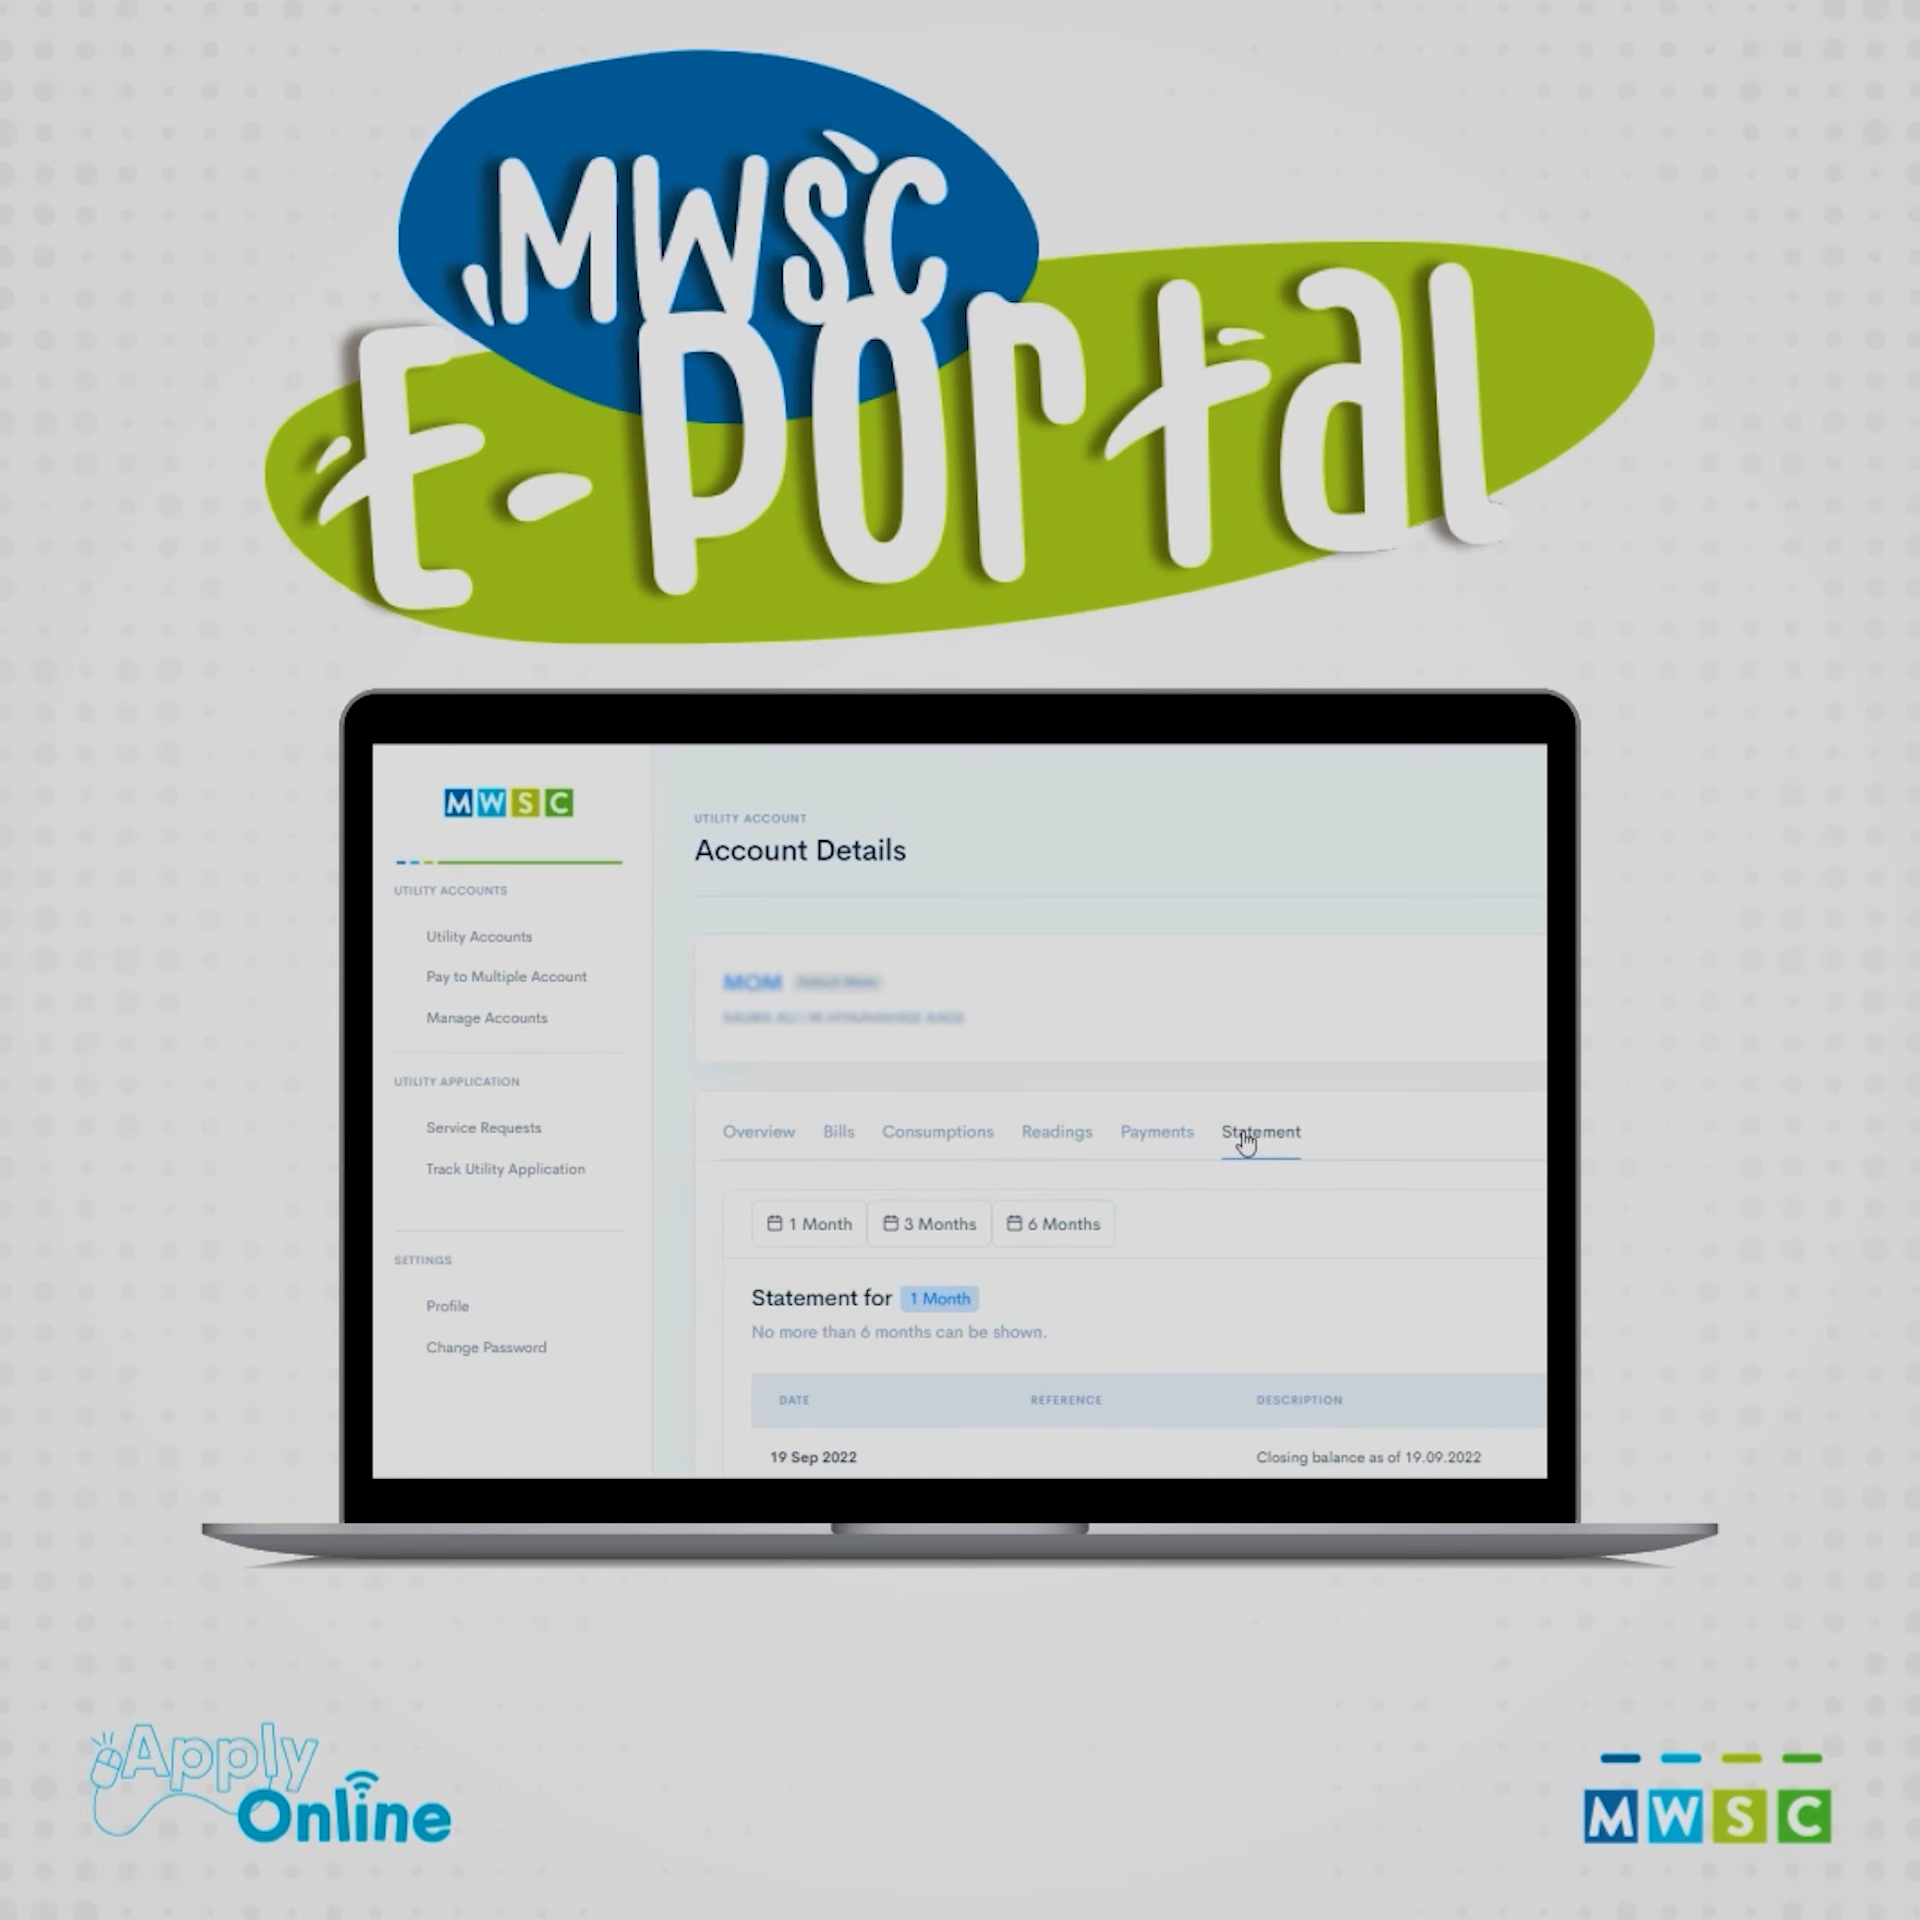 MWSC
E-Portal
MWSC
UTILITY ACCOUNTS
Utility Accounts
Pay to Multiple Account
Manage Accounts
UTILITY APPLICATION
Service Requests
Track Utility Application
SETTINGS
Profile
Change Password
UTILITY ACCOUNT
Account Details
MOM
Overview Bills Consumptions Readings Payments Statement
1 Month 3 Months 6 Months
Statement for 1 Month
No more than 6 months can be shown.
DATE REFERENCE DESCRIPTION
19 Sep 2022 Closing balance as of 19.09.2022
Apply
Online
MWSC